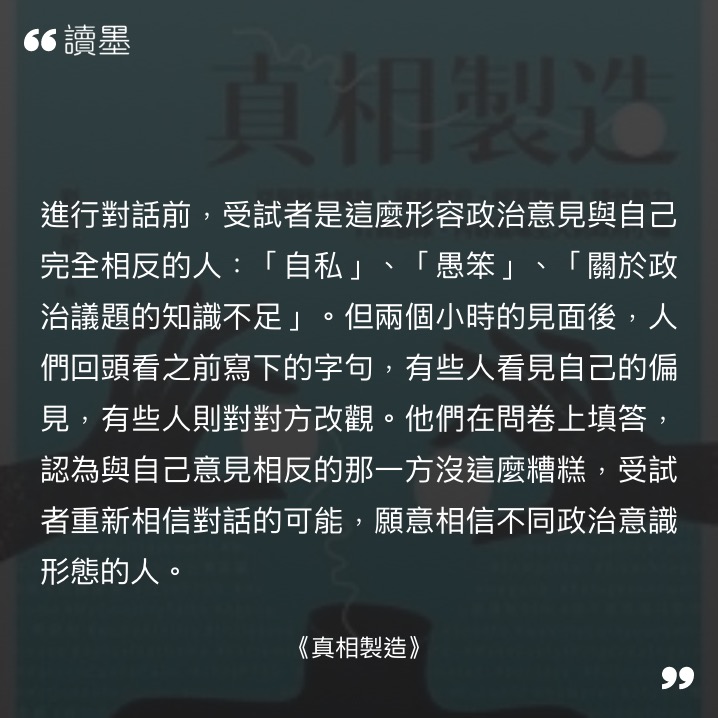 讀墨
真相製造
進行對話前，受試者是這麼形容政治意見與自己
完全相反的人：「自私」、「愚笨」、「關於政
治議題的知識不足」。但兩個小時的見面後，人
們回頭看之前寫下的字句，有些人看見自己的偏
見，有些人則對對方改觀。他們在問卷上填答，
認為與自己意見相反的那一方沒這麼糟糕，受試
者重新相信對話的可能，願意相信不同政治意識
形態的人。
《真相製造》